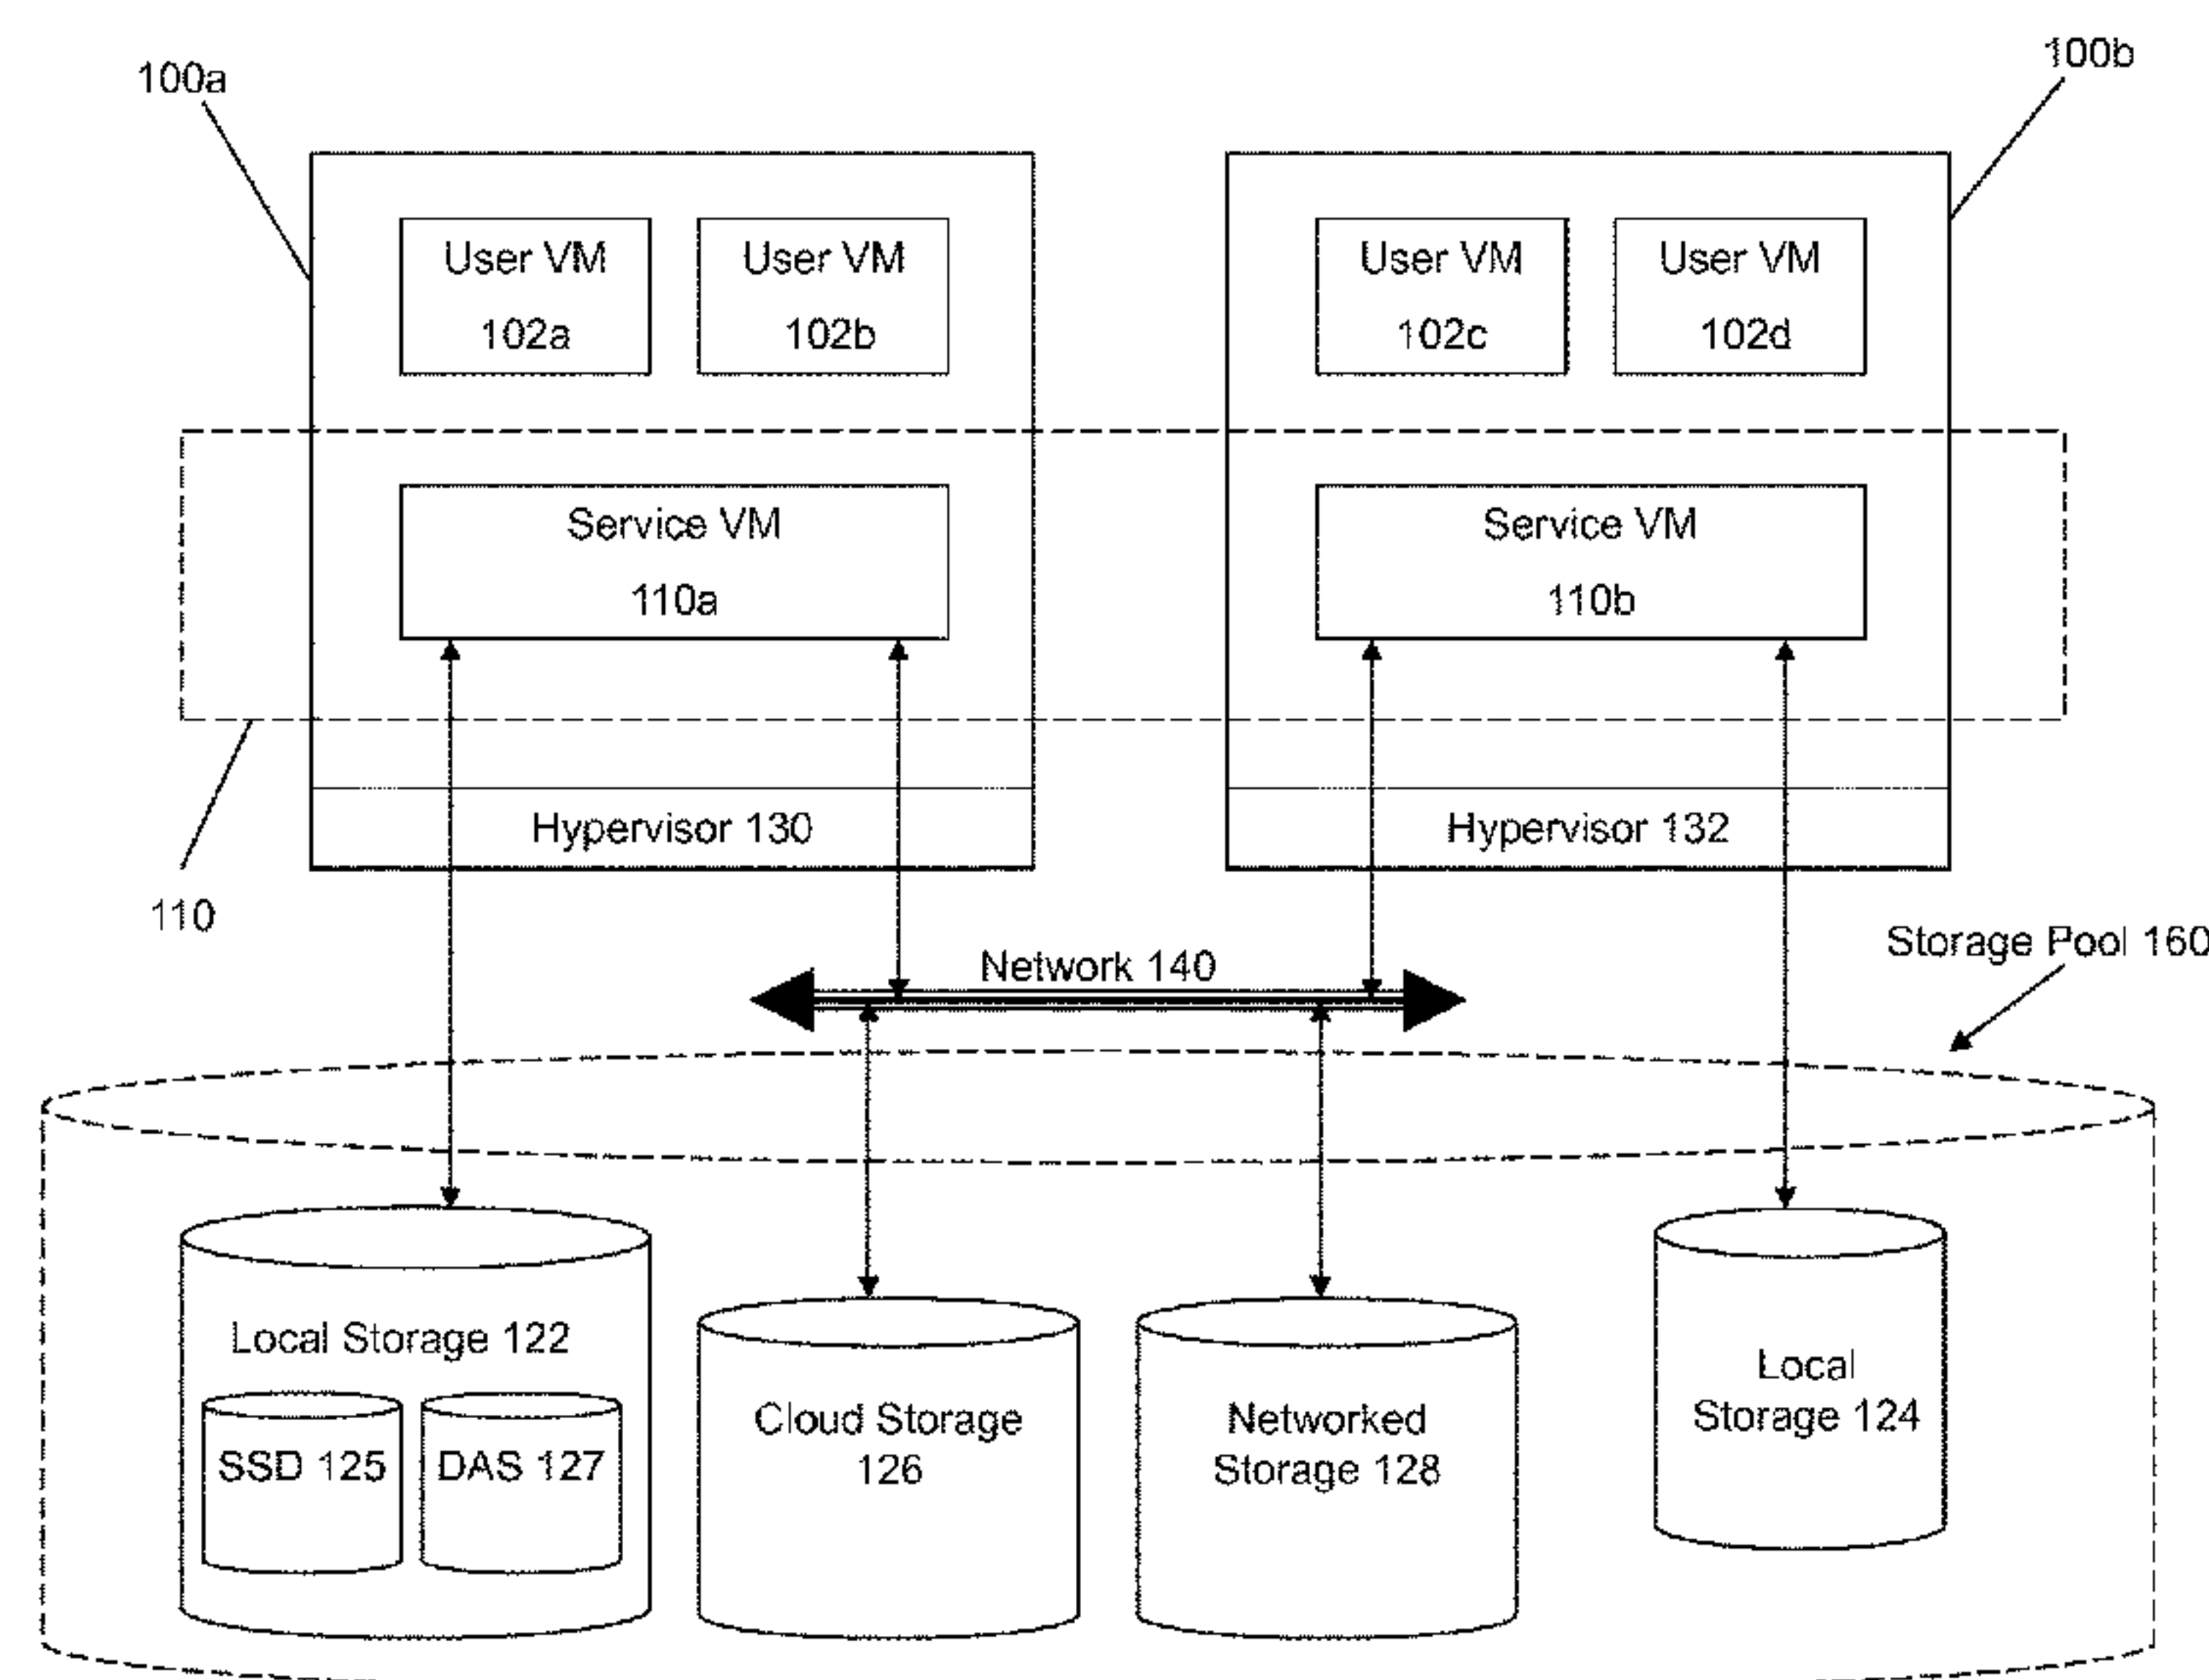 100a
100b
User VM
102a
User VM
102b
User VM
102c
User VM
102d
Service VM
110a
Service VM
110b
Hypervisor 130
Hypervisor 132
110
Network 140
Storage Pool 160
Local Storage 122
SSD 125
DAS 127
Cloud Storage
126
Networked
Storage 128
Local
Storage 124